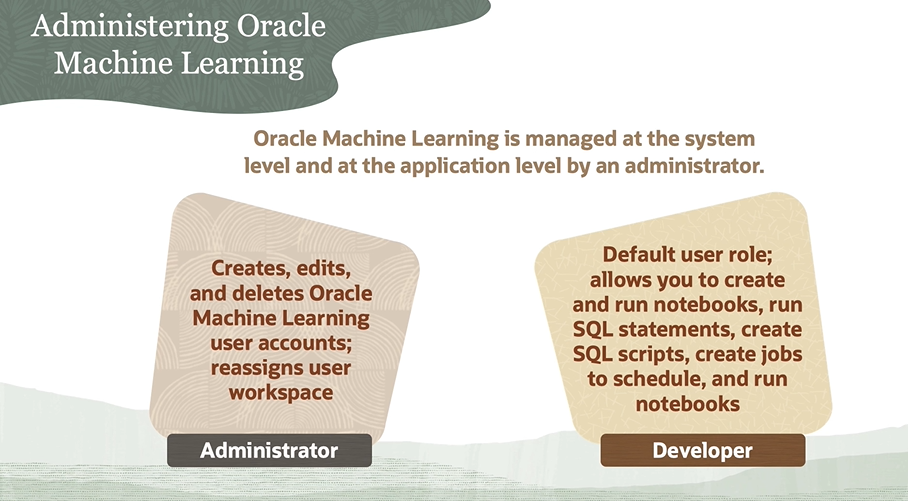 Administering Oracle
Machine Learning
Oracle Machine Learning is managed at the system
level and at the application level by an administrator.
Creates, edits,
and deletes Oracle
Machine Learning
user accounts;
reassigns user
workspace
Administrator
Default user role;
allows you to create
and run notebooks, run
SQL statements, create
SQL scripts, create jobs
to schedule, and run
notebooks
Developer